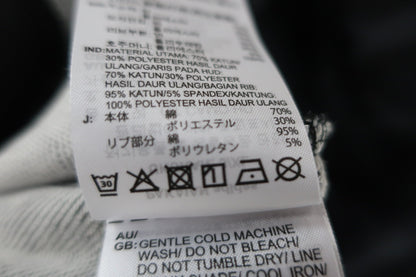 IND: MATERIAL UTAMA: 70% KATUN/
30% POLYESTER HASIL DAUR
ULANG/GARIS PADA HUD:
70% KATUN/30% POLYESTER
HASIL DAUR ULANG/BAGIAN RIB:
95% KATUN/5% SPANDEX/KANTUNG:
100% POLYESTER HASIL DAUR ULANG
J: 本体 綿 70%
ポリエステル 30%
リブ部分 綿 95%
ポリウレタン 5%
30
AU/
GB: GENTLE COLD MACHINE
WASH/ DO NOT BLEACH/
DO NOT TUMBLE DRY/ LINE
COOL IRON/